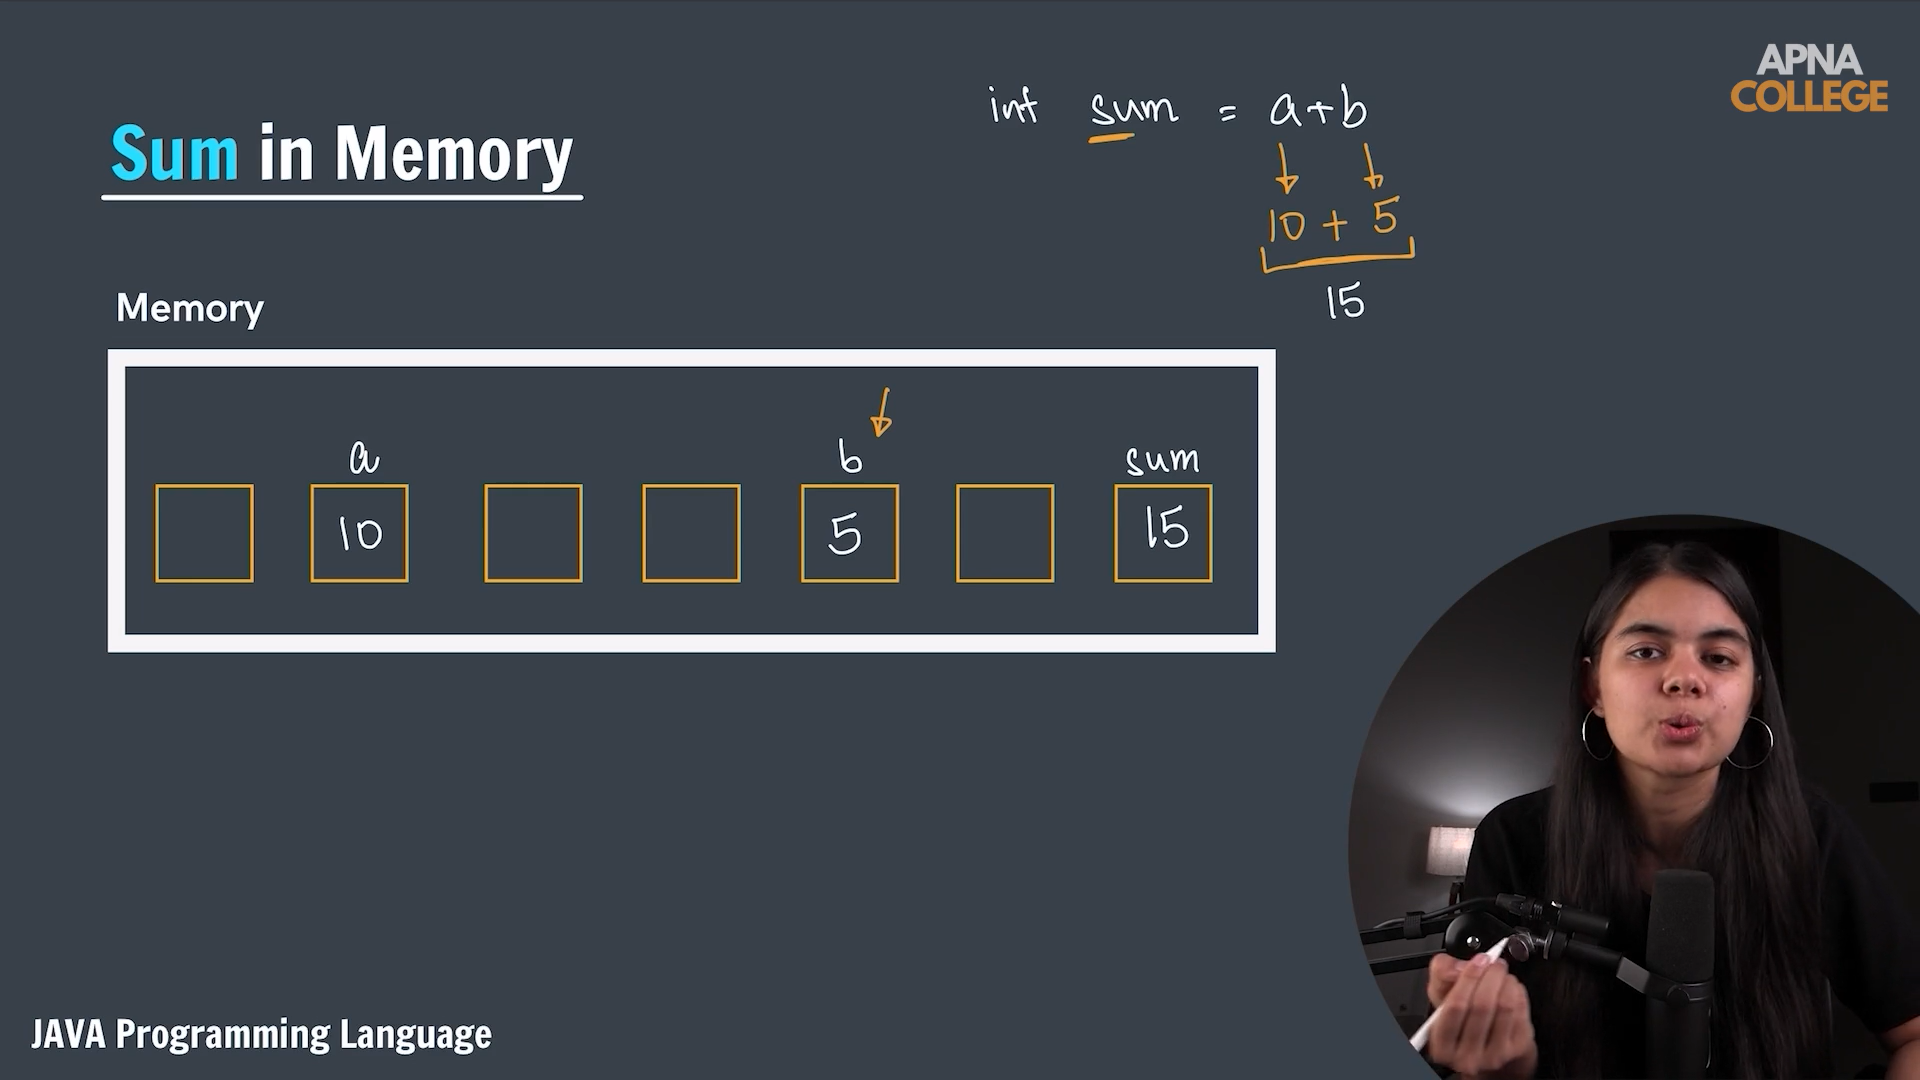 APNA
COLLEGE
int sum = a+b
Sum in Memory
10 + 5
15
Memory
a b sum
10 5 15
JAVA Programming Language